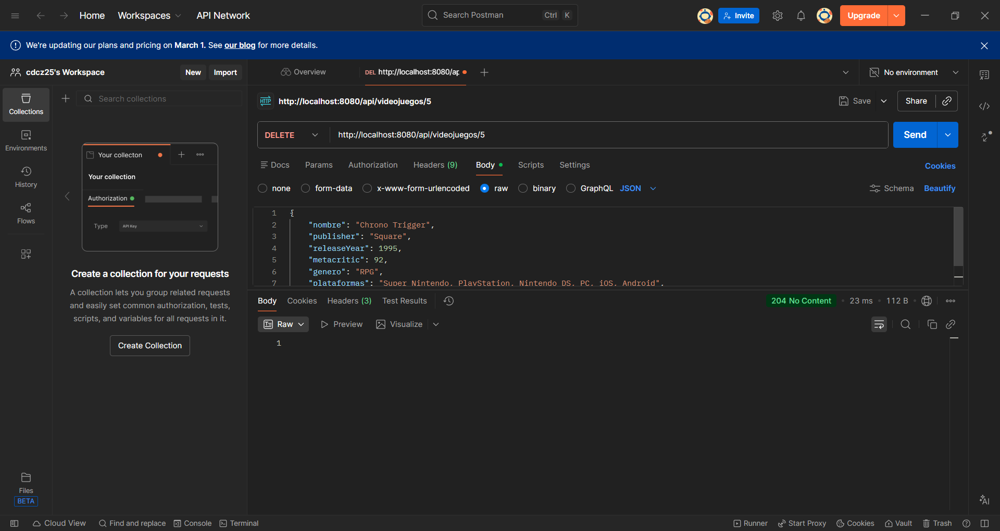 Home Workspaces API Network Search Postman Ctrl K Invite Upgrade
We're updating our plans and pricing on March 1. See our blog for more details.
cdcz25's Workspace New Import Overview DEL http://localhost:8080/ap No environment
Collections
Environments
History
Flows
Files
BETA
Search collections
Your collecton
Your collection
Authorization
Type API Key
Create a collection for your requests
A collection lets you group related requests
and easily set common authorization, tests,
scripts, and variables for all requests in it.
Create Collection
HTTP http://localhost:8080/api/videojuegos/5 Save Share
DELETE http://localhost:8080/api/videojuegos/5 Send
Docs Params Authorization Headers (9) Body Scripts Settings Cookies
none form-data x-www-form-urlencoded raw binary GraphQL JSON Schema Beautify
1 {
2 "nombre": "Chrono Trigger",
3 "publisher": "Square",
4 "releaseYear": 1995,
5 "metacritic": 92,
6 "genero": "RPG",
7 "plataformas": "Super Nintendo, PlayStation, Nintendo DS, PC, iOS, Android",
Body Cookies Headers (3) Test Results 204 No Content 23 ms 112 B
Raw Preview Visualize
1
AI
Cloud View Find and replace Console Terminal Runner Start Proxy Cookies Vault Trash